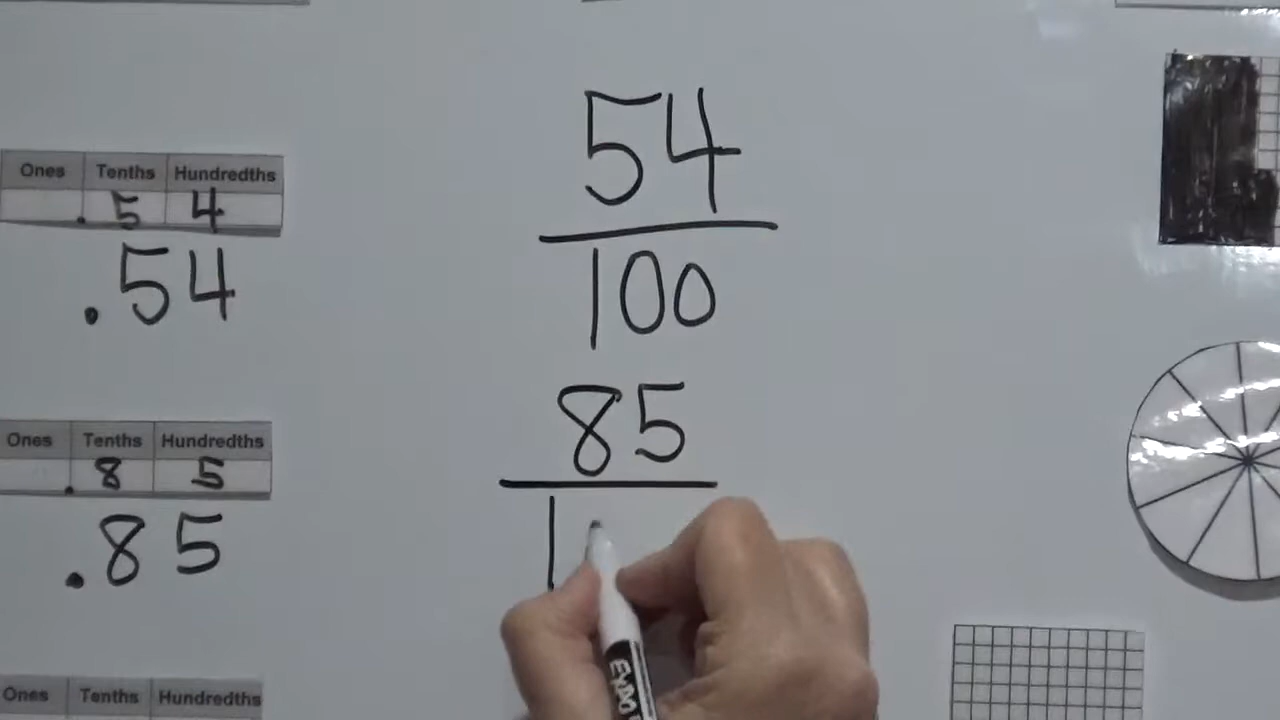 Ones Tenths Hundredths
. 5 4
.54
54
100
Ones Tenths Hundredths
. 8 5
.85
85
1
Ones Tenths Hundredths
EXPO